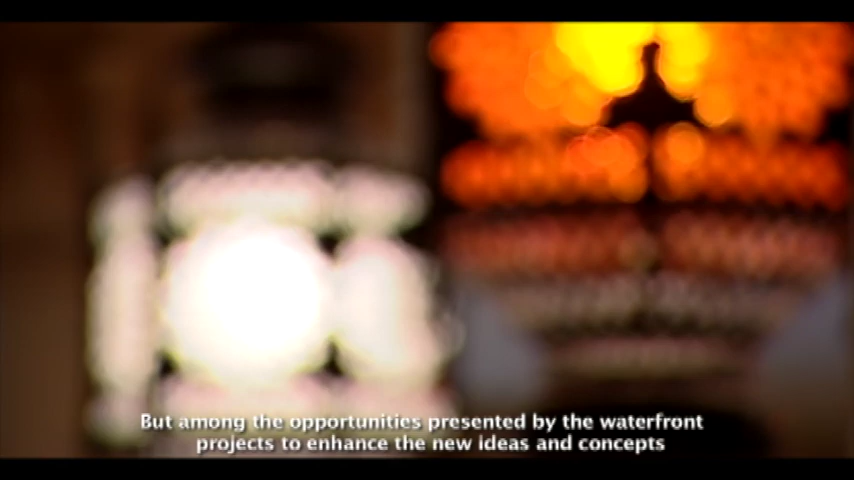 But among the opportunities presented by the waterfront
projects to enhance the new ideas and concepts